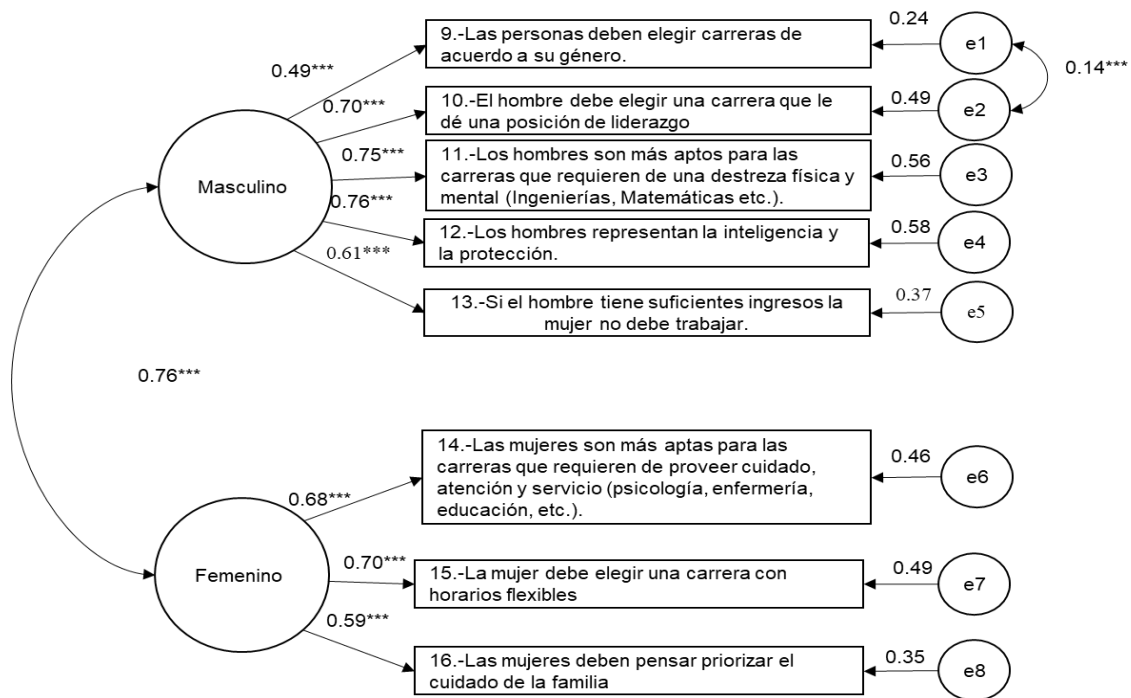 9.-Las personas deben elegir carreras de
acuerdo a su género.
0.24
e1
0.14***
0.49***
10.-El hombre debe elegir una carrera que le
dé una posición de liderazgo
0.49
e2
0.70***
11.-Los hombres son más aptos para las
carreras que requieren de una destreza física y
mental (Ingenierías, Matemáticas etc.).
0.56
e3
0.75***
Masculino
0.76***
12.-Los hombres representan la inteligencia y
la protección.
0.58
e4
0.61***
13.-Si el hombre tiene suficientes ingresos la
mujer no debe trabajar.
0.37
e5
0.76***
14.-Las mujeres son más aptas para las
carreras que requieren de proveer cuidado,
atención y servicio (psicología, enfermería,
educación, etc.).
0.46
e6
0.68***
Femenino
0.70***
15.-La mujer debe elegir una carrera con
horarios flexibles
0.49
e7
0.59***
16.-Las mujeres deben pensar priorizar el
cuidado de la familia
0.35
e8